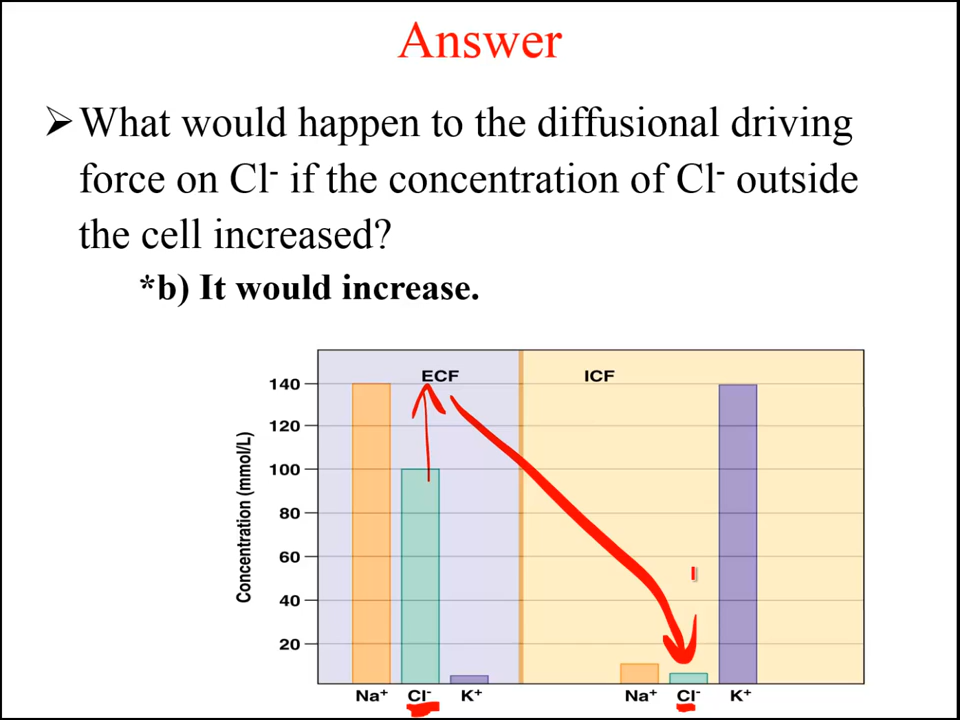 Answer
➢ What would happen to the diffusional driving
force on Cl⁻ if the concentration of Cl⁻ outside
the cell increased?
*b) It would increase.
ECF ICF
Concentration (mmol/L)
140
120
100
80
60
40
20
Na⁺ Cl⁻ K⁺ Na⁺ Cl⁻ K⁺